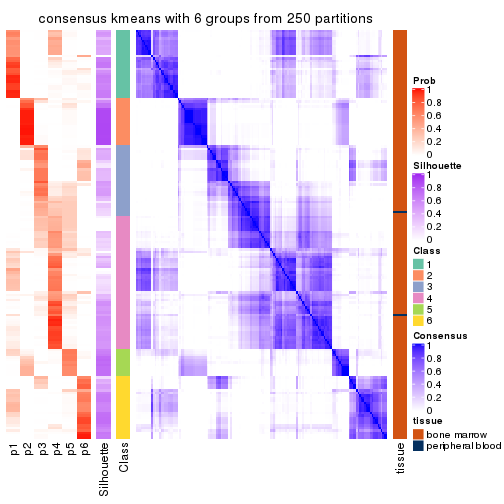 consensus kmeans with 6 groups from 250 partitions
Prob
1
0.8
0.6
0.4
0.2
0
Silhouette
1
0.8
0.6
0.4
0.2
0
Class
1
2
3
4
5
6
Consensus
1
0.8
0.6
0.4
0.2
0
tissue
bone marrow
peripheral blood
p1
p2
p3
p4
p5
p6
Silhouette
Class
tissue